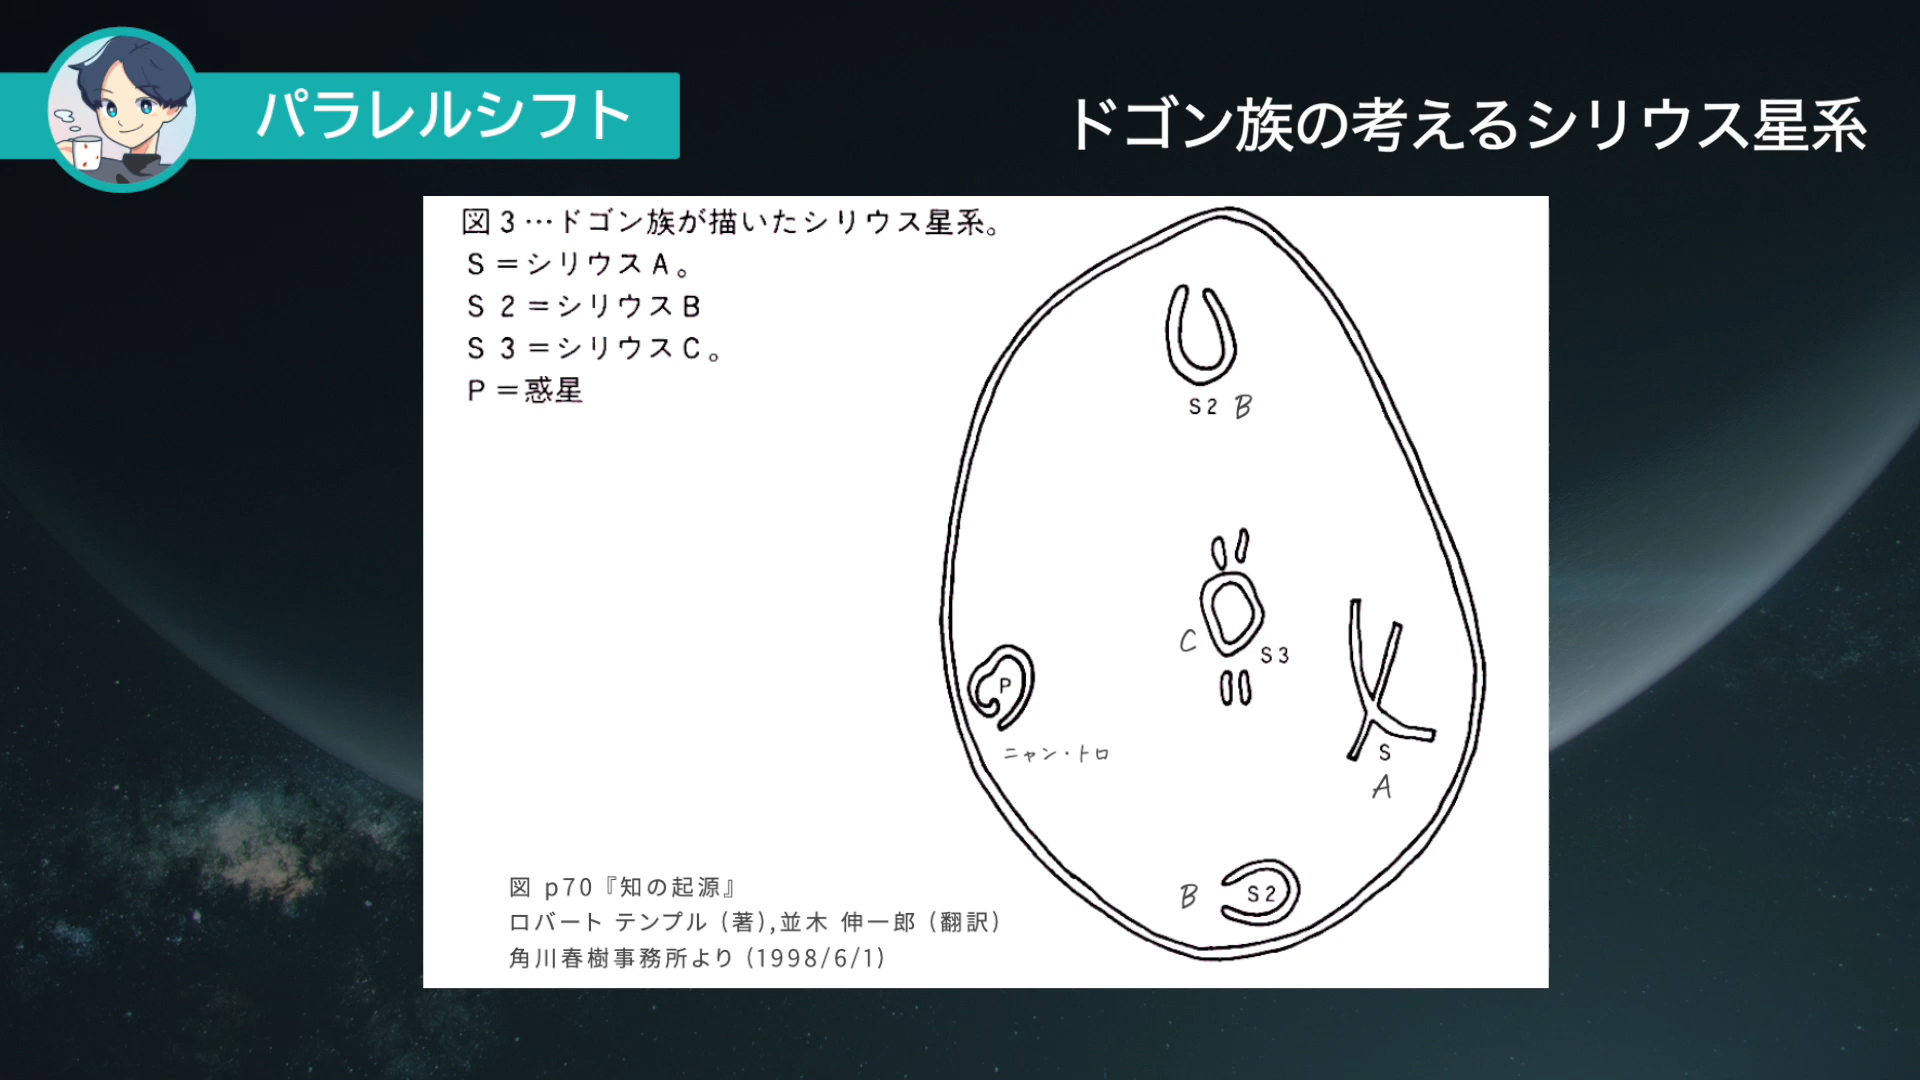 パラレルシフト
ドゴン族の考えるシリウス星系
図3…ドゴン族が描いたシリウス星系。
S=シリウスA。
S2=シリウスB
S3=シリウスC。
P=惑星
S2 B
C
S3
P
ニャン・トロ
S
A
B
S2
図 p70『知の起源』
ロバート テンプル (著),並木 伸一郎 (翻訳)
角川春樹事務所より (1998/6/1)